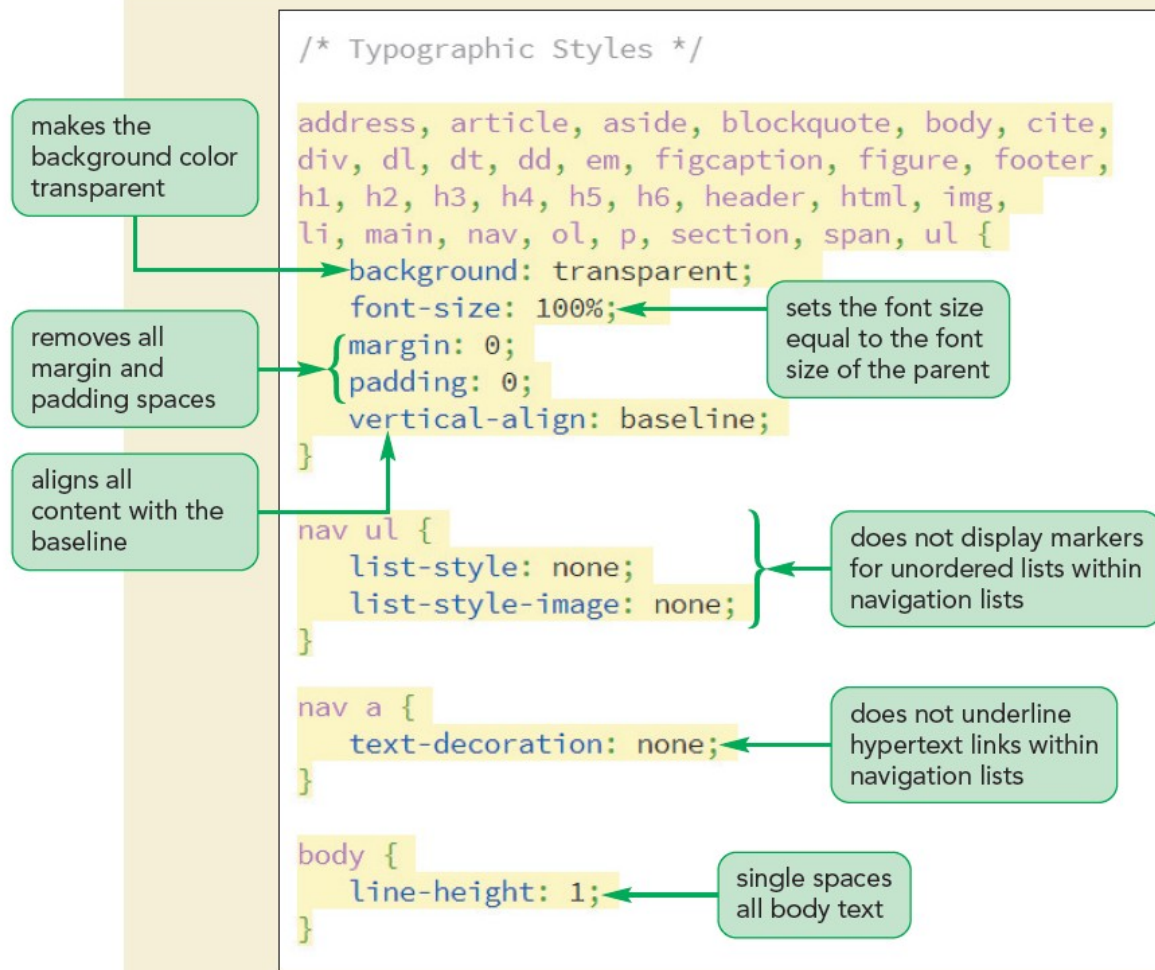 /* Typographic Styles */
makes the
background color
transparent
address, article, aside, blockquote, body, cite,
div, dl, dt, dd, em, figcaption, figure, footer,
h1, h2, h3, h4, h5, h6, header, html, img,
li, main, nav, ol, p, section, span, ul {
background: transparent;
font-size: 100%;
margin: 0;
padding: 0;
vertical-align: baseline;
}
sets the font size
equal to the font
size of the parent
removes all
margin and
padding spaces
aligns all
content with the
baseline
nav ul {
list-style: none;
list-style-image: none;
}
does not display markers
for unordered lists within
navigation lists
nav a {
text-decoration: none;
}
does not underline
hypertext links within
navigation lists
body {
line-height: 1;
}
single spaces
all body text